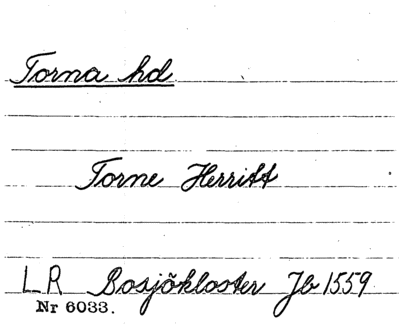 Torna hd
Torne Herritt
LR Bosjökloster Jb 1559
Nr 6033.